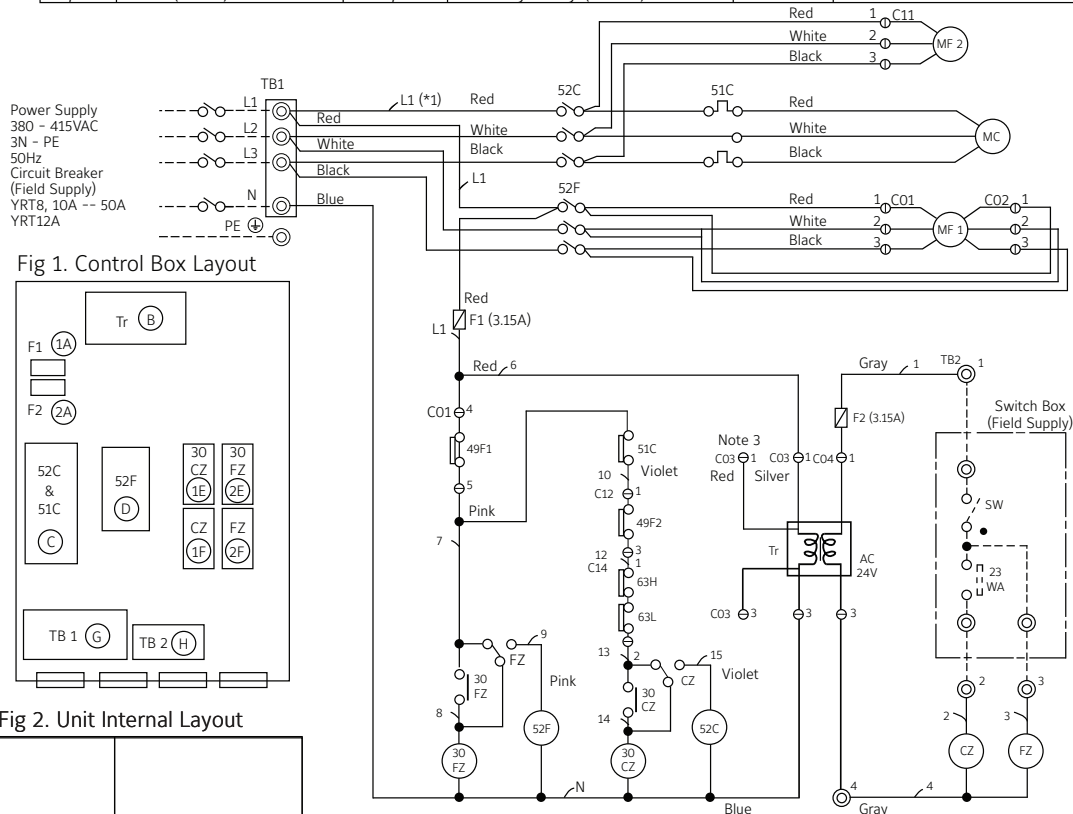 Red 1 C11
White 2
MF 2
Black 3
TB1
52C 51C
Power Supply
380 - 415VAC
3N - PE
50Hz
Circuit Breaker
(Field Supply)
YRT8, 10A -- 50A
YRT12A
L1 L1 (*1) Red Red
Red
L2 White White
MC
White
L3 Black Black
Black
L1
52F
N Blue
PE
Red 1 C01 C02 1
White 2 MF 1 2
Black 3 3
Fig 1. Control Box Layout
Tr B
F1 1A
F2 2A
52C
&
51C
C
52F
D
30
CZ
1E
30
FZ
2E
CZ
1F
FZ
2F
TB 1 G
TB 2 H
Red
F1 (3.15A)
L1
Red 6
Gray 1 TB2 1
F2 (3.15A)
Switch Box
(Field Supply)
C01 4
49F1
5
Pink
7
51C
10 Violet
C12 1
49F2
12 3
C14 1
63H
63L
13 2
Note 3
C03 1 C03 1 C04 1
Red Silver
Tr
AC
24V
C03 3 3 3
SW
23
WA
9
FZ
Pink
30
FZ
8
52F
30
FZ
15
CZ Violet
30
CZ
14
52C
30
CZ
2 3
2 3
CZ FZ
N
Blue
4 4
Gray
Fig 2. Unit Internal Layout